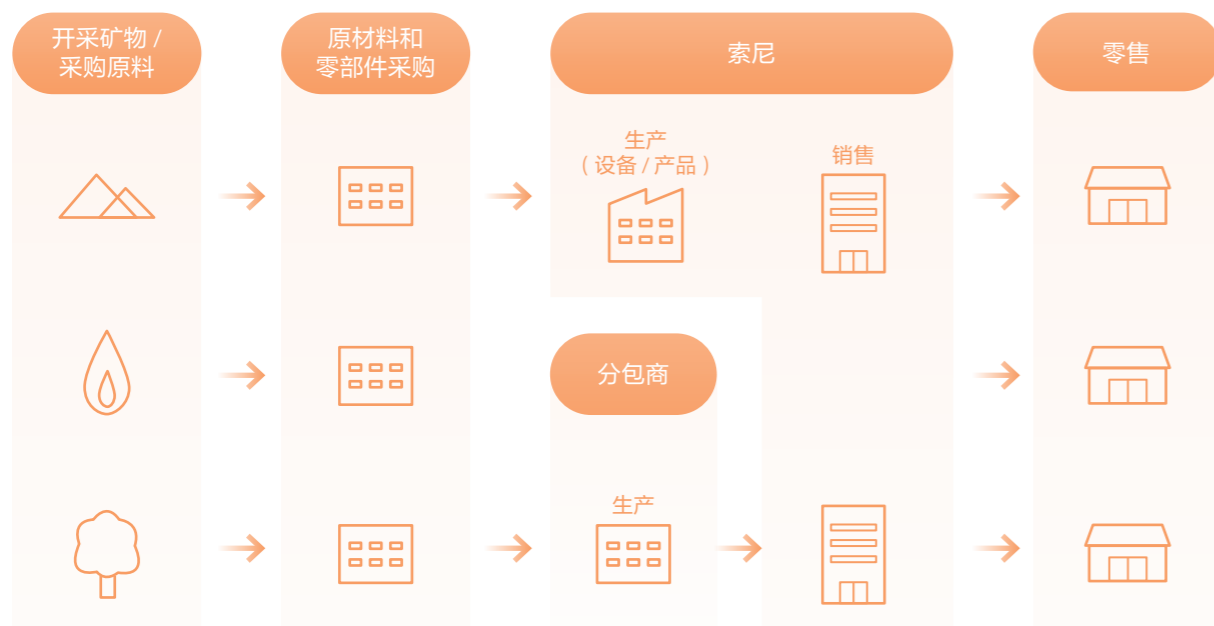 开采矿物 /
采购原料
原材料和
零部件采购
索尼
零售
生产
（设备 / 产品）
销售
分包商
生产